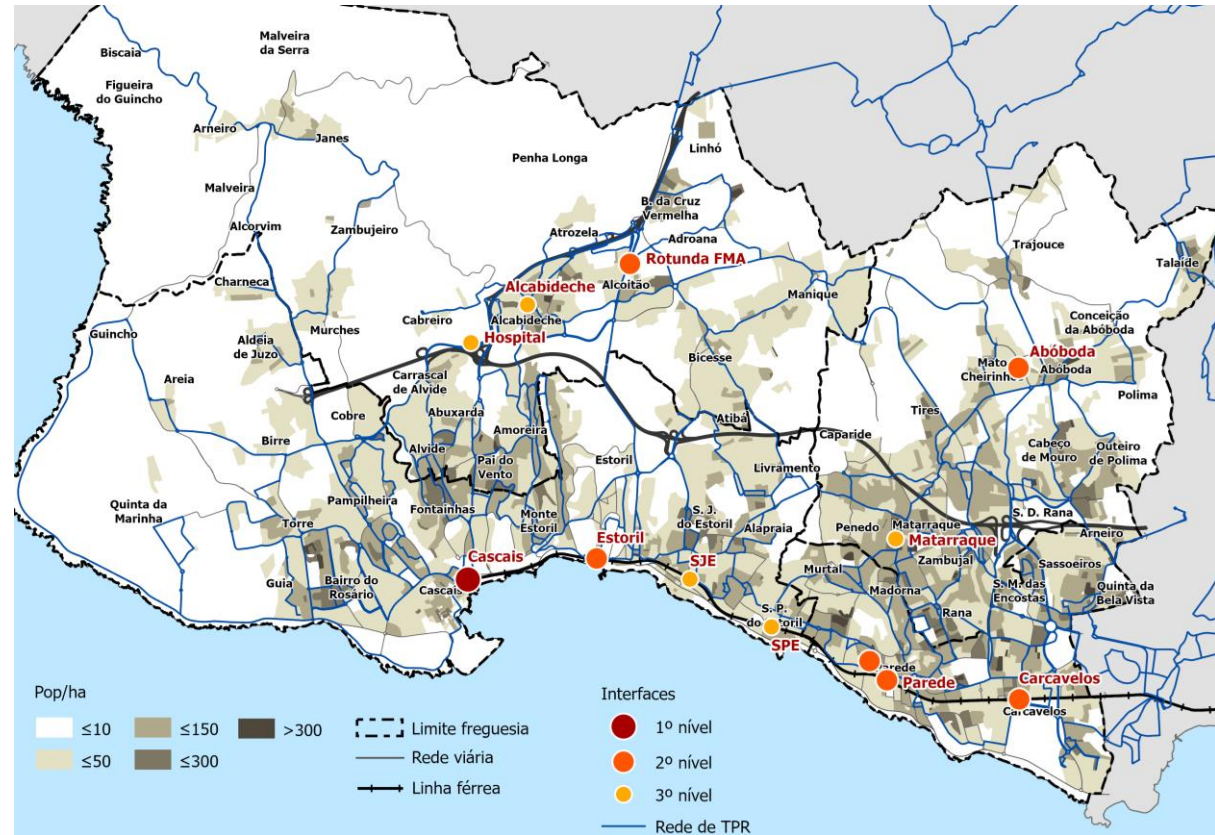 Malveira
da Serra
Biscaia
Figueira
do Guincho
Arneiro
Janes
Penha Longa
Linhó
Malveira
B. da Cruz
Vermelha
Alcorvim
Zambujeiro
Atrozela
Adroana
Trajouce
Rotunda FMA
Talaíde
Charneca
Alcabideche
Alcoitão
Manique
Guincho
Murches
Cabreiro
Alcabideche
Conceição
da Abóboda
Aldeia
de Juzo
Hospital
Bicesse
Abóboda
Mato
Cheirinhos
Abóboda
Areia
Carrascal
de Alvide
Polima
Cobre
Abuxarda
Atibá
Tires
Birre
Amoreira
Caparide
Cabeço
de Mouro
Outeiro
de Polima
Alvide
Pai do
Vento
Estoril
Livramento
Quinta da
Marinha
Pampilheira
Fontainhas
Monte
Estoril
S. J.
do Estoril
Alapraia
Penedo
Matarraque
S. D. Rana
Torre
Arneiro
Estoril
Matarraque
Cascais
SJE
Murtal
Zambujal
Sassoeiros
Guia
Bairro do
Rosário
Cascais
Madorna
S. M. das
Encostas
Quinta da
Bela Vista
S. P.
do Estoril
Rana
SPE
Parede
Parede
Carcavelos
Carcavelos
Pop/ha
≤10
≤150
>300
≤50
≤300
Limite freguesia
Rede viária
Linha férrea
Interfaces
1º nível
2º nível
3º nível
Rede de TPR